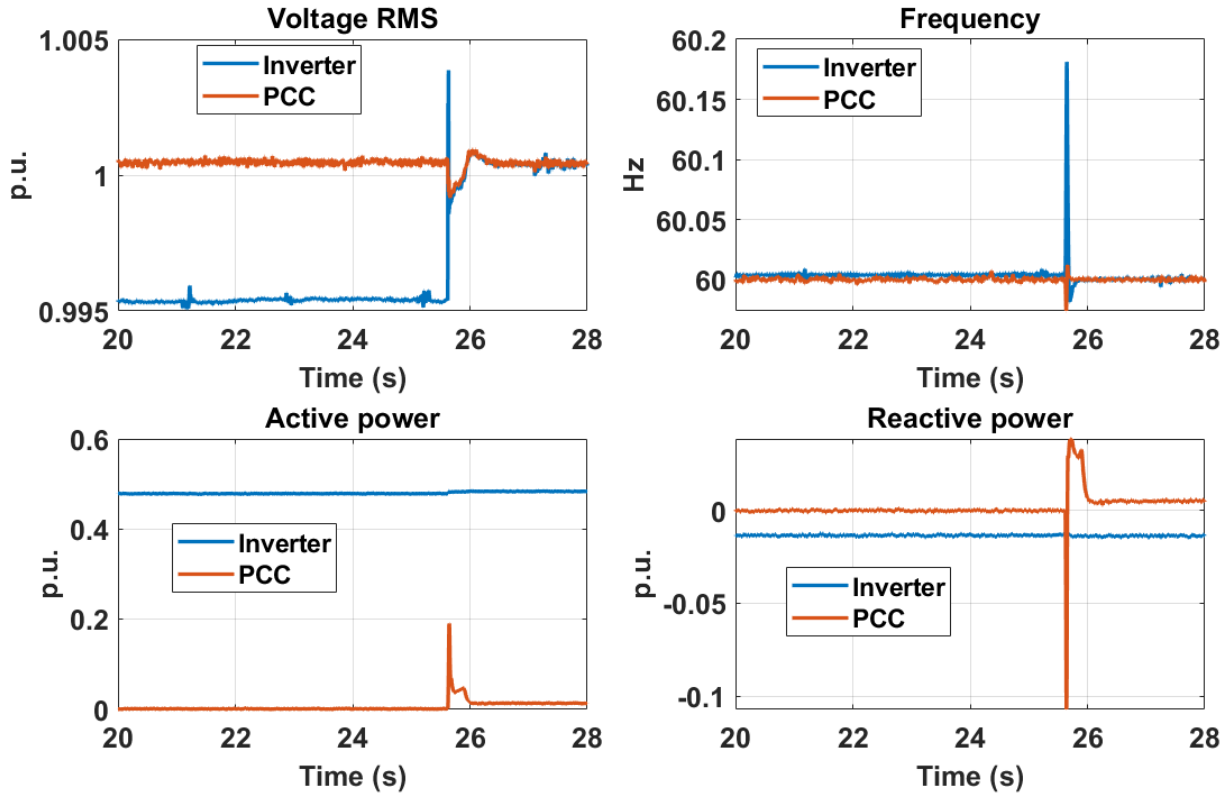 Voltage RMS
1.005
1
0.995
p.u.
Inverter
PCC
20 22 24 26 28
Time (s)
Frequency
60.2
60.15
60.1
60.05
60
Hz
Inverter
PCC
20 22 24 26 28
Time (s)
Active power
0.6
0.4
0.2
0
p.u.
Inverter
PCC
20 22 24 26 28
Time (s)
Reactive power
0
-0.05
-0.1
p.u.
Inverter
PCC
20 22 24 26 28
Time (s)